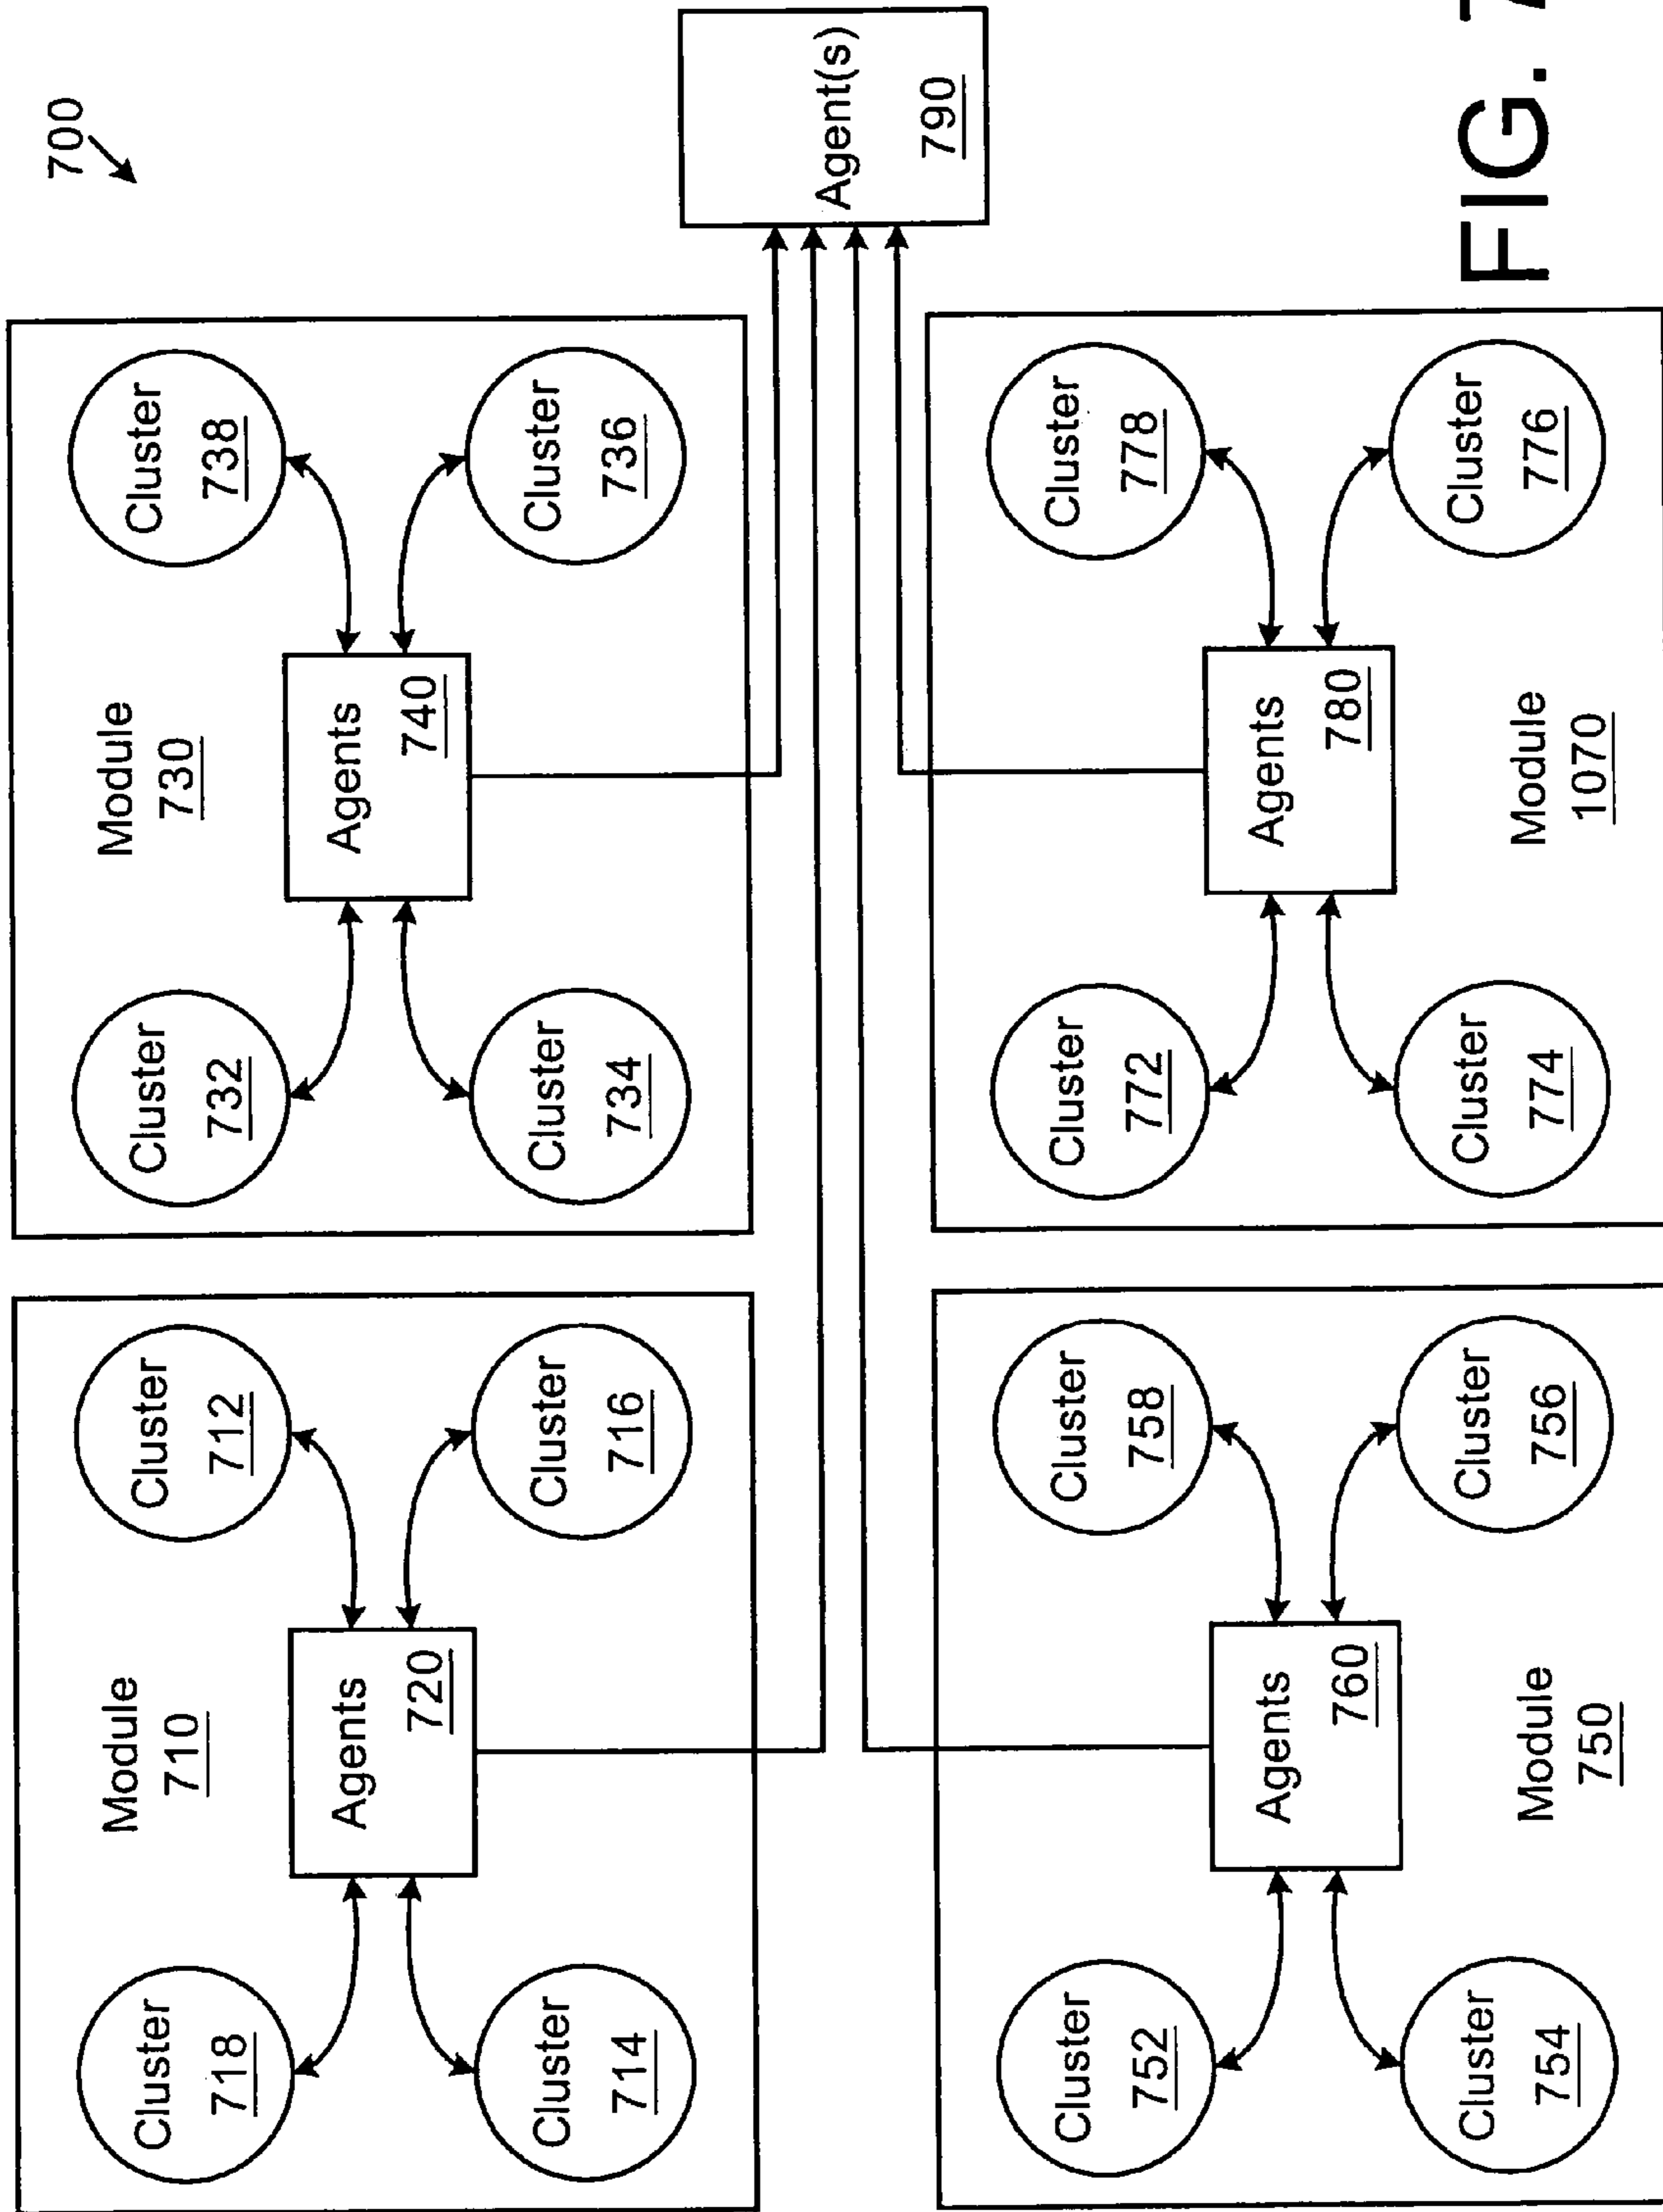 700
Module
710
Cluster
718
Cluster
712
Agents
720
Cluster
714
Cluster
716
Module
730
Cluster
732
Cluster
738
Agents
740
Cluster
734
Cluster
736
Agent(s)
790
Cluster
752
Cluster
758
Agents
760
Cluster
754
Cluster
756
Module
750
Cluster
772
Cluster
778
Agents
780
Cluster
774
Cluster
776
Module
1070
FIG. 7